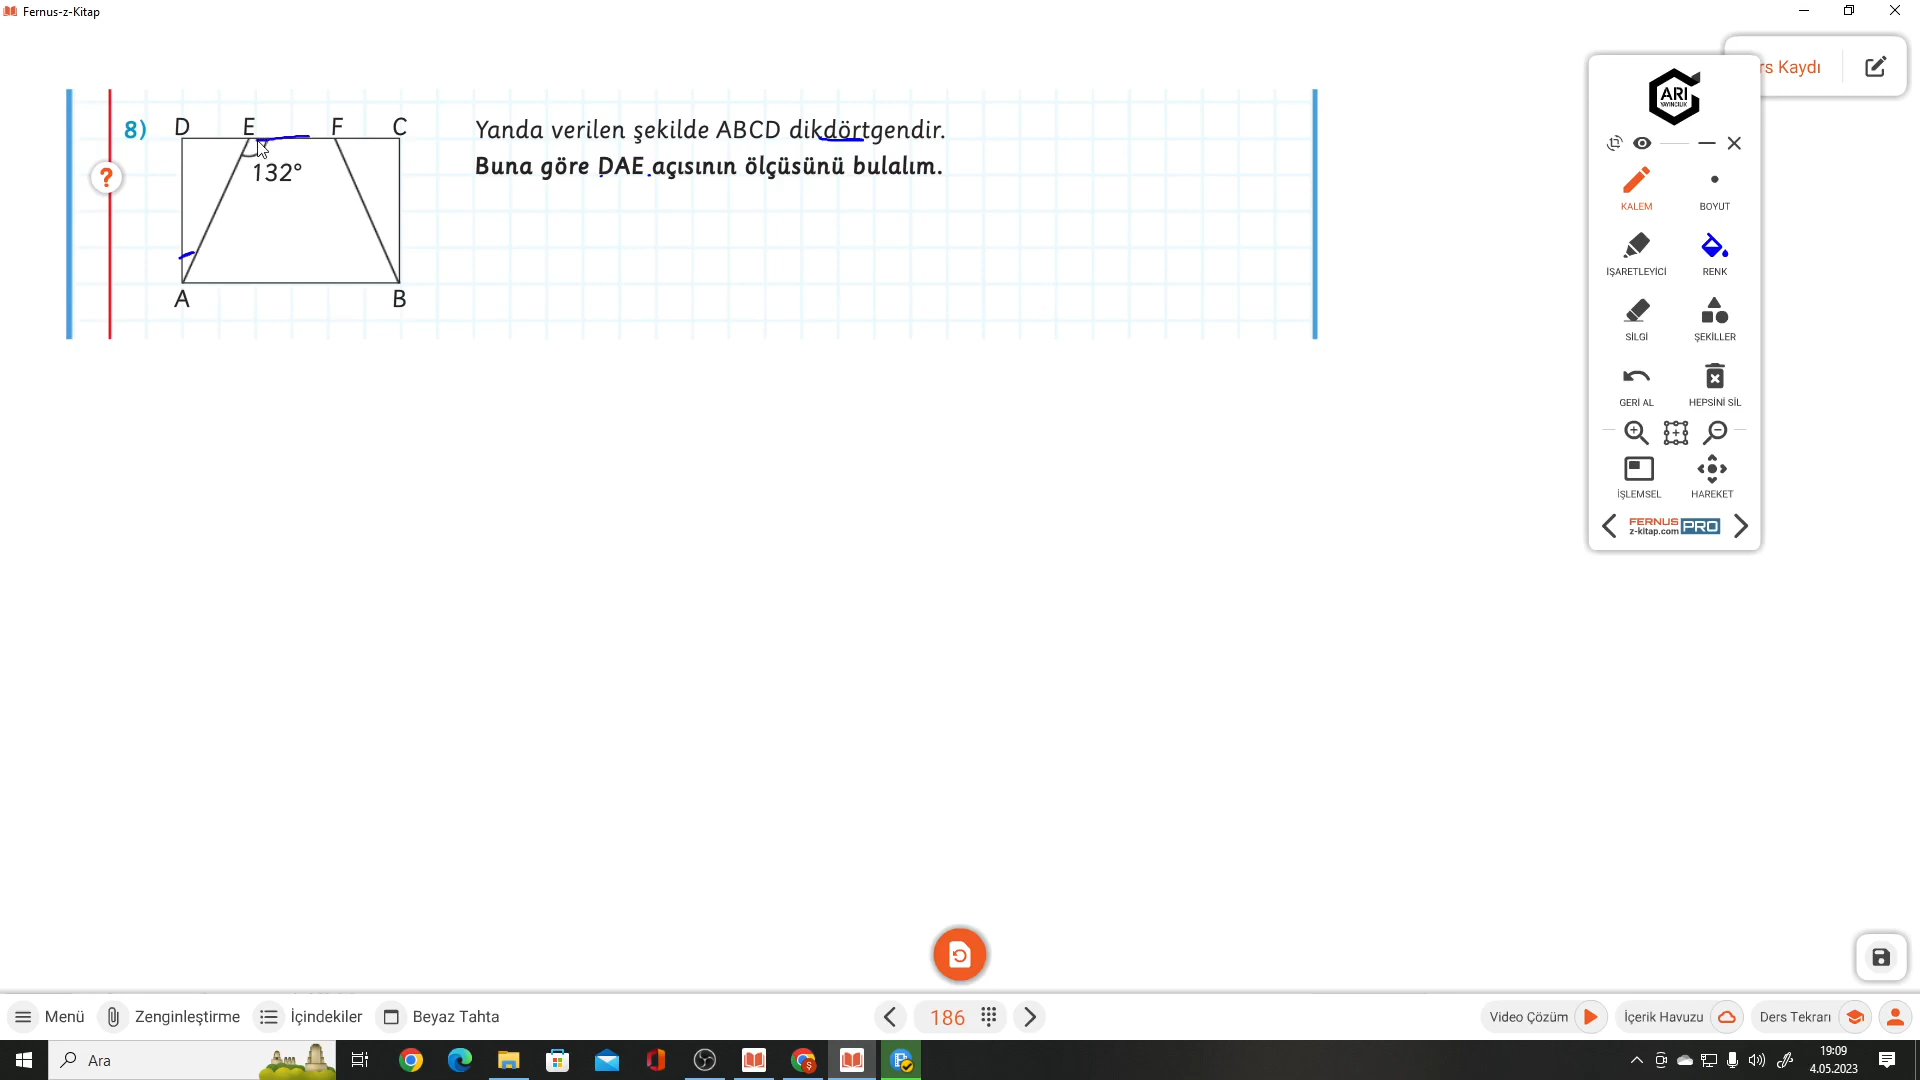 Fernus-z-Kitap
rs Kaydı
ARI
YAYINCILIK
8)
D E F C
132°
A B
?
Yanda verilen şekilde ABCD dikdörtgendir.
Buna göre DAE açısının ölçüsünü bulalım.
KALEM
BOYUT
İŞARETLEYİCİ
RENK
SİLGİ
ŞEKİLLER
GERİ AL
HEPSİNİ SİL
İŞLEMSEL
HAREKET
FERNUS
z-kitap.com PRO
Menü
Zenginleştirme
İçindekiler
Beyaz Tahta
186
Video Çözüm
İçerik Havuzu
Ders Tekrarı
Ara
19:09
4.05.2023